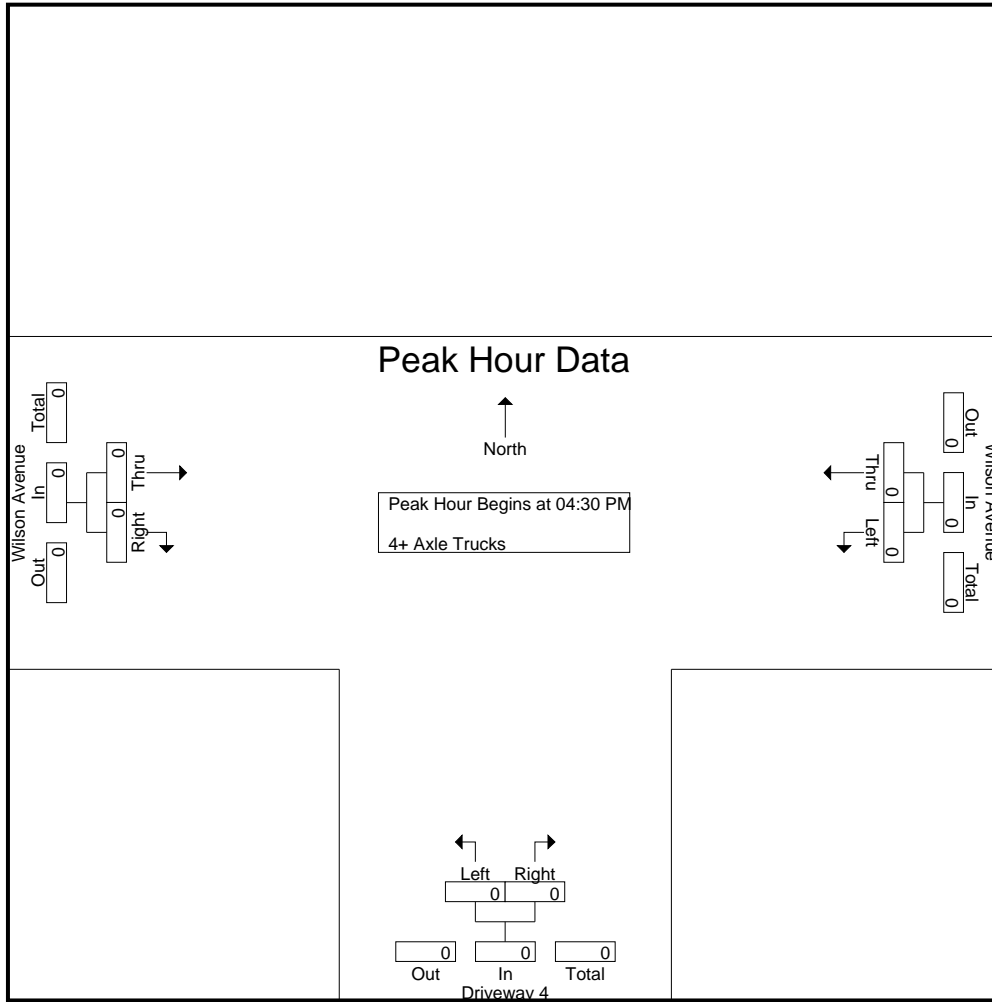 Peak Hour Data
North
Peak Hour Begins at 04:30 PM
4+ Axle Trucks
Wilson Avenue
Total
0
In
0
Out
0
Thru
0
Right
0
Wilson Avenue
Out
0
In
0
Total
0
Thru
0
Left
0
Left
Right
0
0
0
0
0
Out
In
Total
Driveway 4